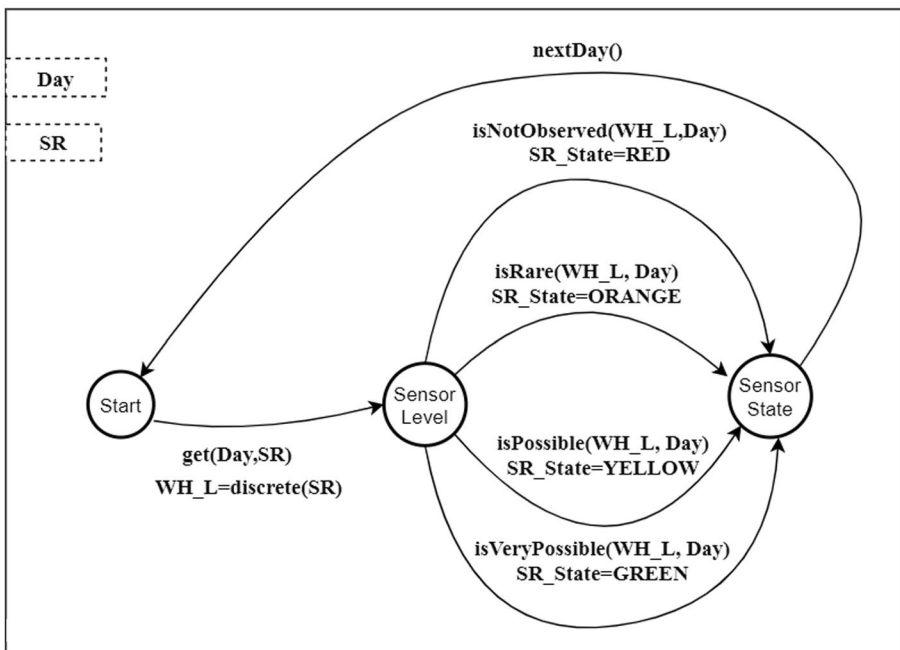 nextDay()
Day
isNotObserved(WH_L,Day)
SR_State=RED
SR
isRare(WH_L, Day)
SR_State=ORANGE
Start
Sensor
Level
Sensor
State
get(Day,SR)
WH_L=discrete(SR)
isPossible(WH_L, Day)
SR_State=YELLOW
isVeryPossible(WH_L, Day)
SR_State=GREEN